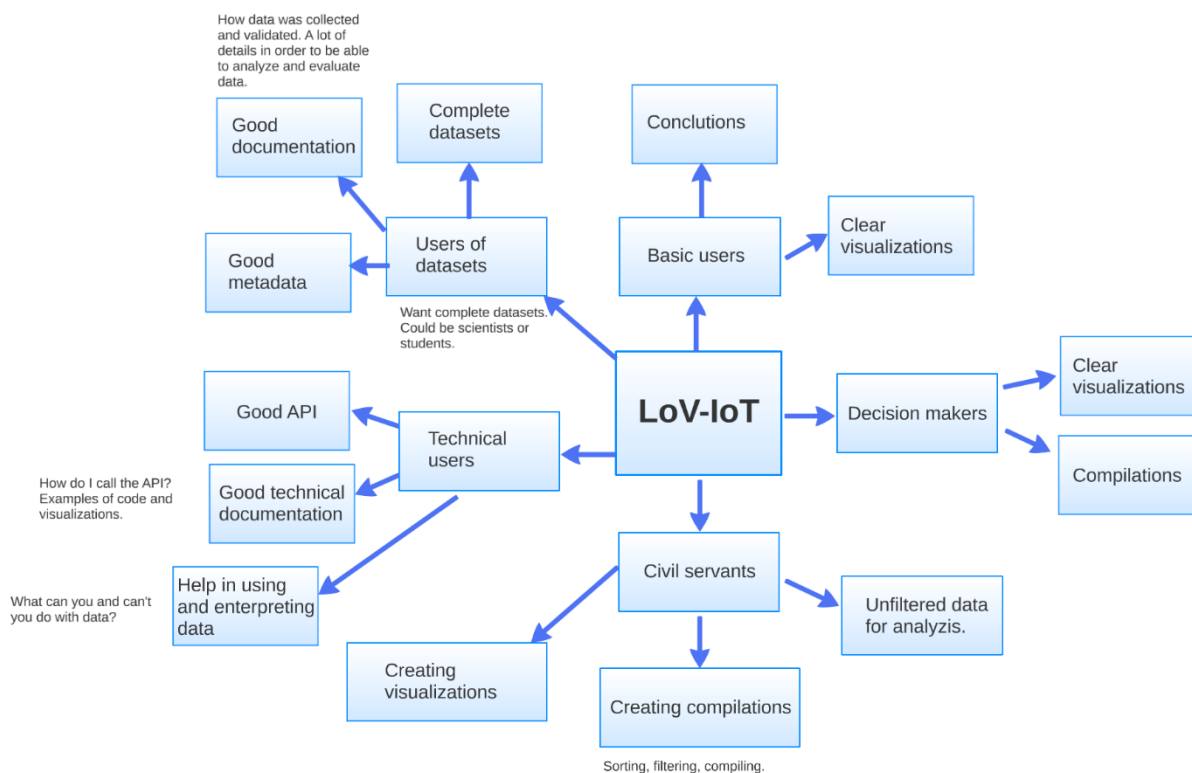 How data was collected
and validated. A lot of
details in order to be able
to analyze and evaluate
data.
Good
documentation
Complete
datasets
Conclutions
Users of
datasets
Basic users
Clear
visualizations
Good
metadata
Want complete datasets.
Could be scientists or
students.
LoV-IoT
Decision makers
Clear
visualizations
Compilations
Good API
Technical
users
How do I call the API?
Examples of code and
visualizations.
Good technical
documentation
What can you and can't
you do with data?
Help in using
and enterpreting
data
Civil servants
Unfiltered data
for analyzis.
Creating
visualizations
Creating compilations
Sorting, filtering, compiling.